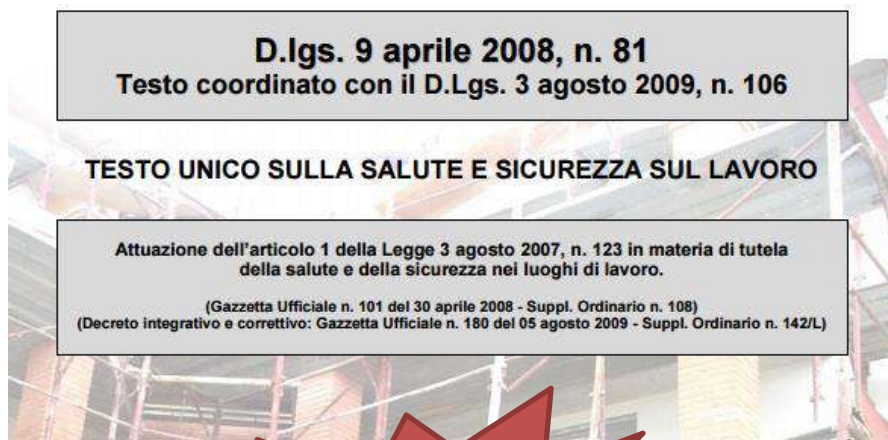 D.lgs. 9 aprile 2008, n. 81
Testo coordinato con il D.Lgs. 3 agosto 2009, n. 106
TESTO UNICO SULLA SALUTE E SICUREZZA SUL LAVORO
Attuazione dell'articolo 1 della Legge 3 agosto 2007, n. 123 in materia di tutela
della salute e della sicurezza nei luoghi di lavoro.
(Gazzetta Ufficiale n. 101 del 30 aprile 2008 - Suppl. Ordinario n. 108)
(Decreto integrativo e correttivo: Gazzetta Ufficiale n. 180 del 05 agosto 2009 - Suppl. Ordinario n. 142/L)